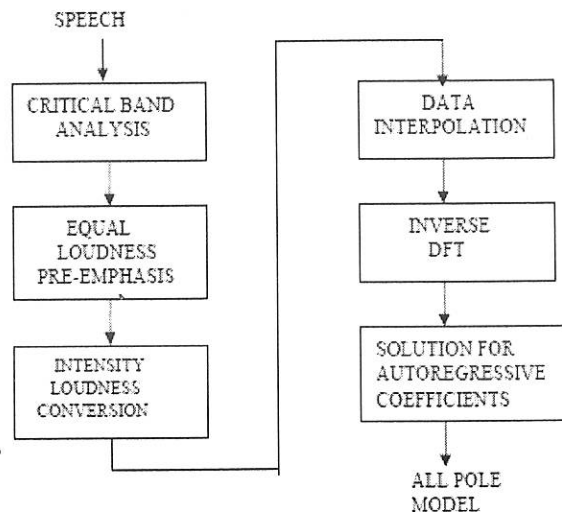 SPEECH
CRITICAL BAND
ANALYSIS
EQUAL
LOUDNESS
PRE-EMPHASIS
INTENSITY
LOUDNESS
CONVERSION
DATA
INTERPOLATION
INVERSE
DFT
SOLUTION FOR
AUTOREGRESSIVE
COEFFICIENTS
ALL POLE
MODEL